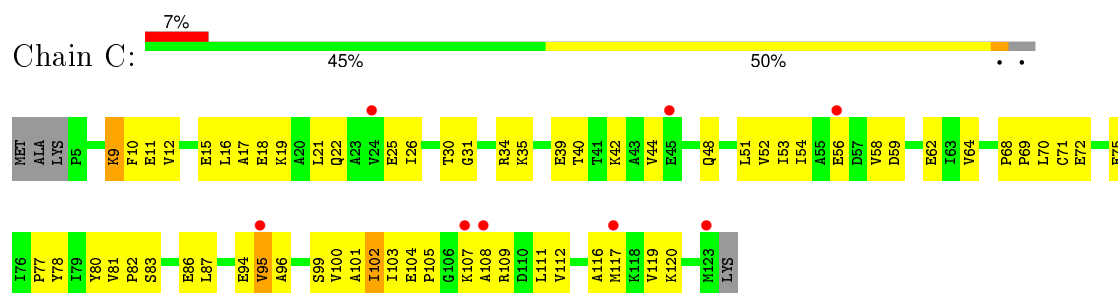 7%
Chain C:
45% 50% • •
MET ALA LYS P5 K9 F10 E11 V12 E15 L16 A17 E18 K19 A20 L21 Q22 A23 V24 E25 I26 T30 G31 R34 K35 E39 T40 T41 K42 A43 V44 E45 Q48 L51 V52 I53 I54 A55 E56 D57 V58 D59 E62 I63 V64 P68 P69 L70 C71 E72 E75
I76 P77 Y78 I79 Y80 V81 P82 S83 E86 L87 E94 V95 A96 S99 V100 A101 I102 I103 E104 P105 G106 K107 A108 R109 D110 L111 V112 A116 M117 K118 V119 K120 M123 LYS